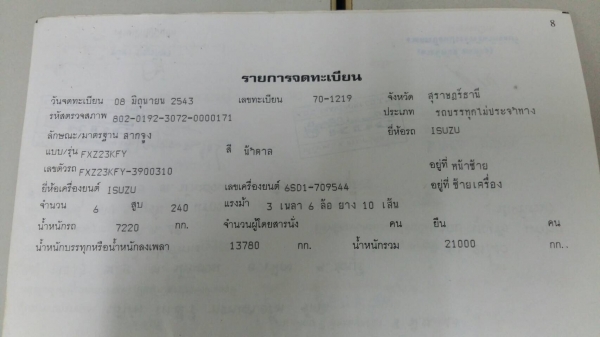 8
รายการจดทะเบียน
วันจดทะเบียน 08 มิถุนายน 2543 เลขทะเบียน 70-1219 จังหวัด สุราษฎร์ธานี
รหัสตรวจสภาพ 802-0192-3072-0000171 ประเภท รถบรรทุกไม่ประจำทาง
ลักษณะ/มาตรฐาน ลากจูง ยี่ห้อรถ ISUZU
แบบ/รุ่น FXZ23KFY สี น้ำตาล
เลขตัวรถ FXZ23KFY-3900310 อยู่ที่ หน้าซ้าย
ยี่ห้อเครื่องยนต์ ISUZU เลขเครื่องยนต์ 6SD1-709544 อยู่ที่ ซ้ายเครื่อง
จำนวน 6 สูบ 240 แรงม้า 3 เพลา 6 ล้อ ยาง 10 เส้น
น้ำหนักรถ 7220 กก. จำนวนผู้โดยสารนั่ง คน ยืน คน
น้ำหนักบรรทุกหรือน้ำหนักลงเพลา 13780 กก. น้ำหนักรวม 21000 กก.